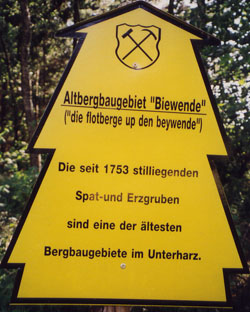 Altbergbaugebiet "Biewende"
("die flotberge up den beywende")
Die seit 1753 stilliegenden
Spat-und Erzgruben
sind eine der ältesten
Bergbaugebiete im Unterharz.